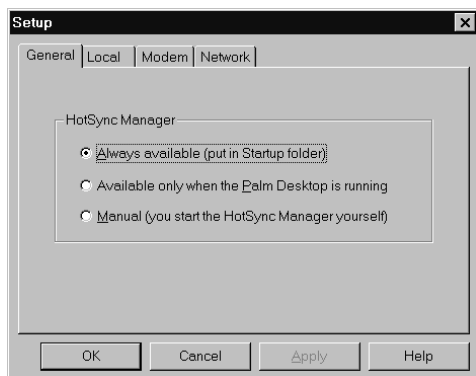 Setup
General Local Modem Network
HotSync Manager
Always available (put in Startup folder)
Available only when the Palm Desktop is running
Manual (you start the HotSync Manager yourself)
OK Cancel Apply Help